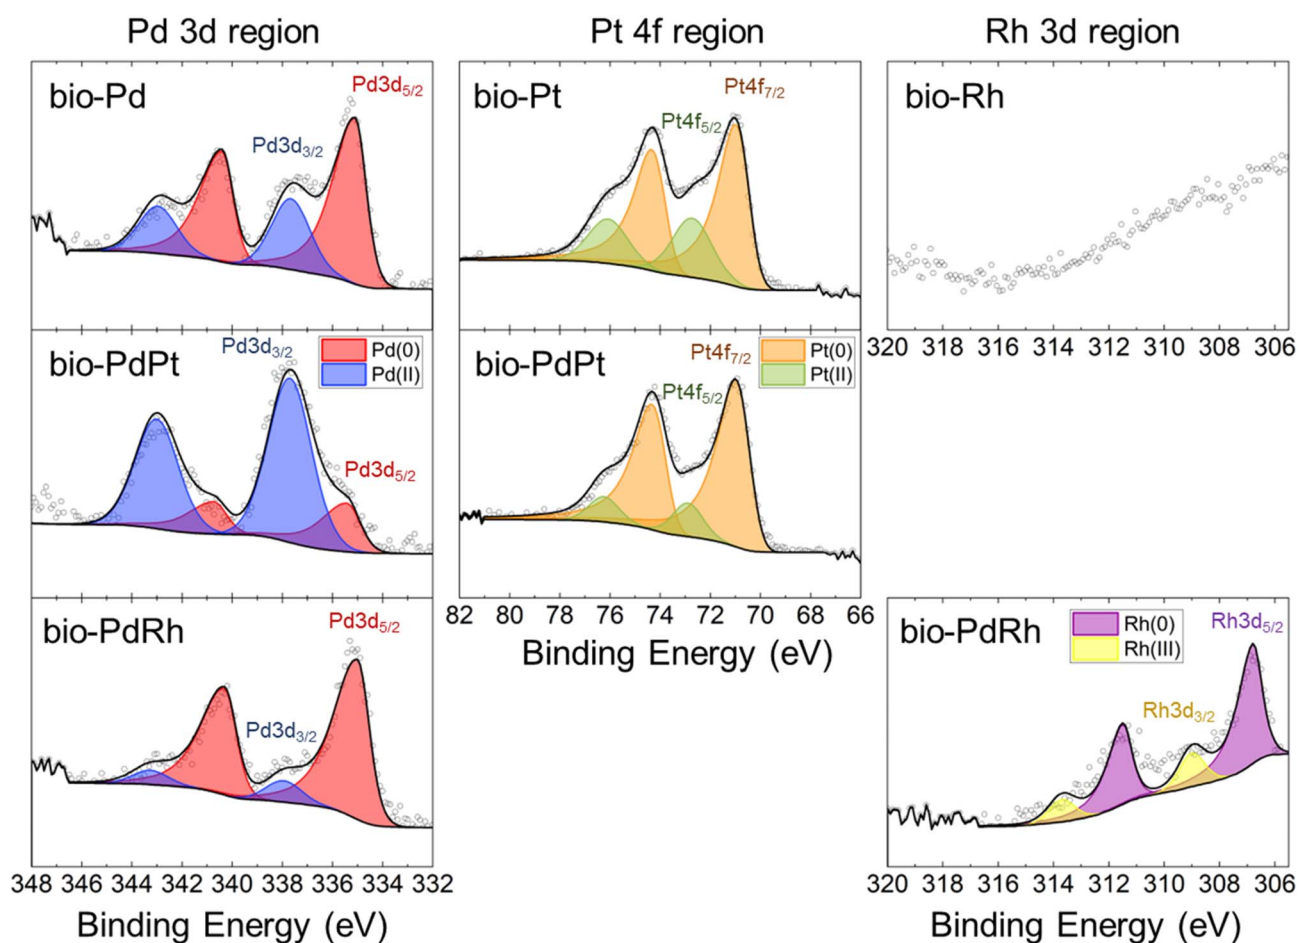 Pd 3d region
Pt 4f region
Rh 3d region
bio-Pd
Pd3d5/2
Pd3d3/2
bio-Pt
Pt4f7/2
Pt4f5/2
bio-Rh
320 318 316 314 312 310 308 306
bio-PdPt
Pd3d3/2
Pd(0)
Pd(II)
Pd3d5/2
bio-PdPt
Pt4f7/2
Pt(0)
Pt(II)
Pt4f5/2
82 80 78 76 74 72 70 68 66
Binding Energy (eV)
bio-PdRh
Pd3d5/2
Pd3d3/2
348 346 344 342 340 338 336 334 332
Binding Energy (eV)
bio-PdRh
Rh(0)
Rh(III)
Rh3d5/2
Rh3d3/2
320 318 316 314 312 310 308 306
Binding Energy (eV)